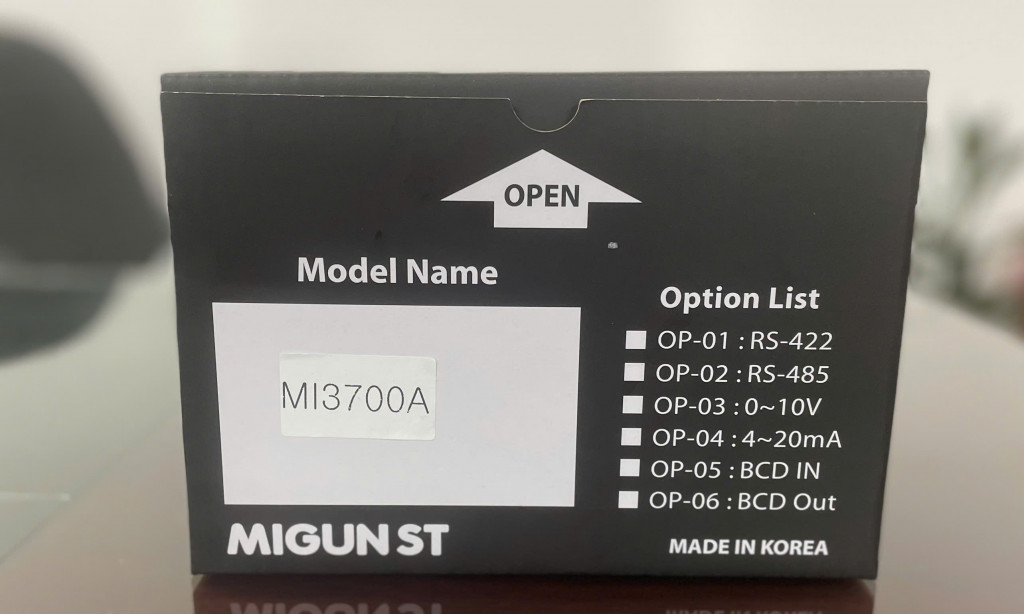 OPEN
Model Name
MI3700A
Option List
OP-01 : RS-422
OP-02 : RS-485
OP-03 : 0~10V
OP-04 : 4~20mA
OP-05 : BCD IN
OP-06 : BCD Out
MIGUN ST
MADE IN KOREA